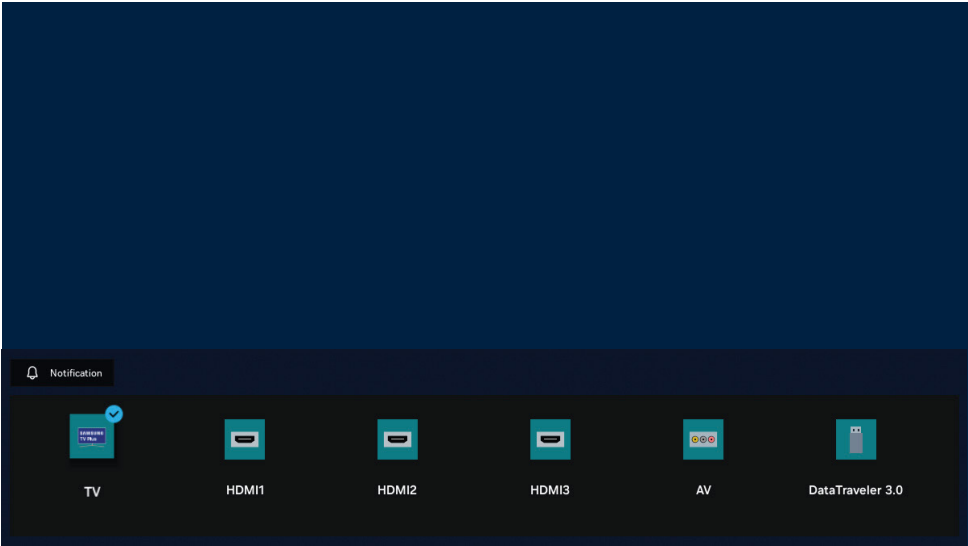 Notification
SAMSUNG
TV Plus
TV
HDMI1
HDMI2
HDMI3
AV
DataTraveler 3.0